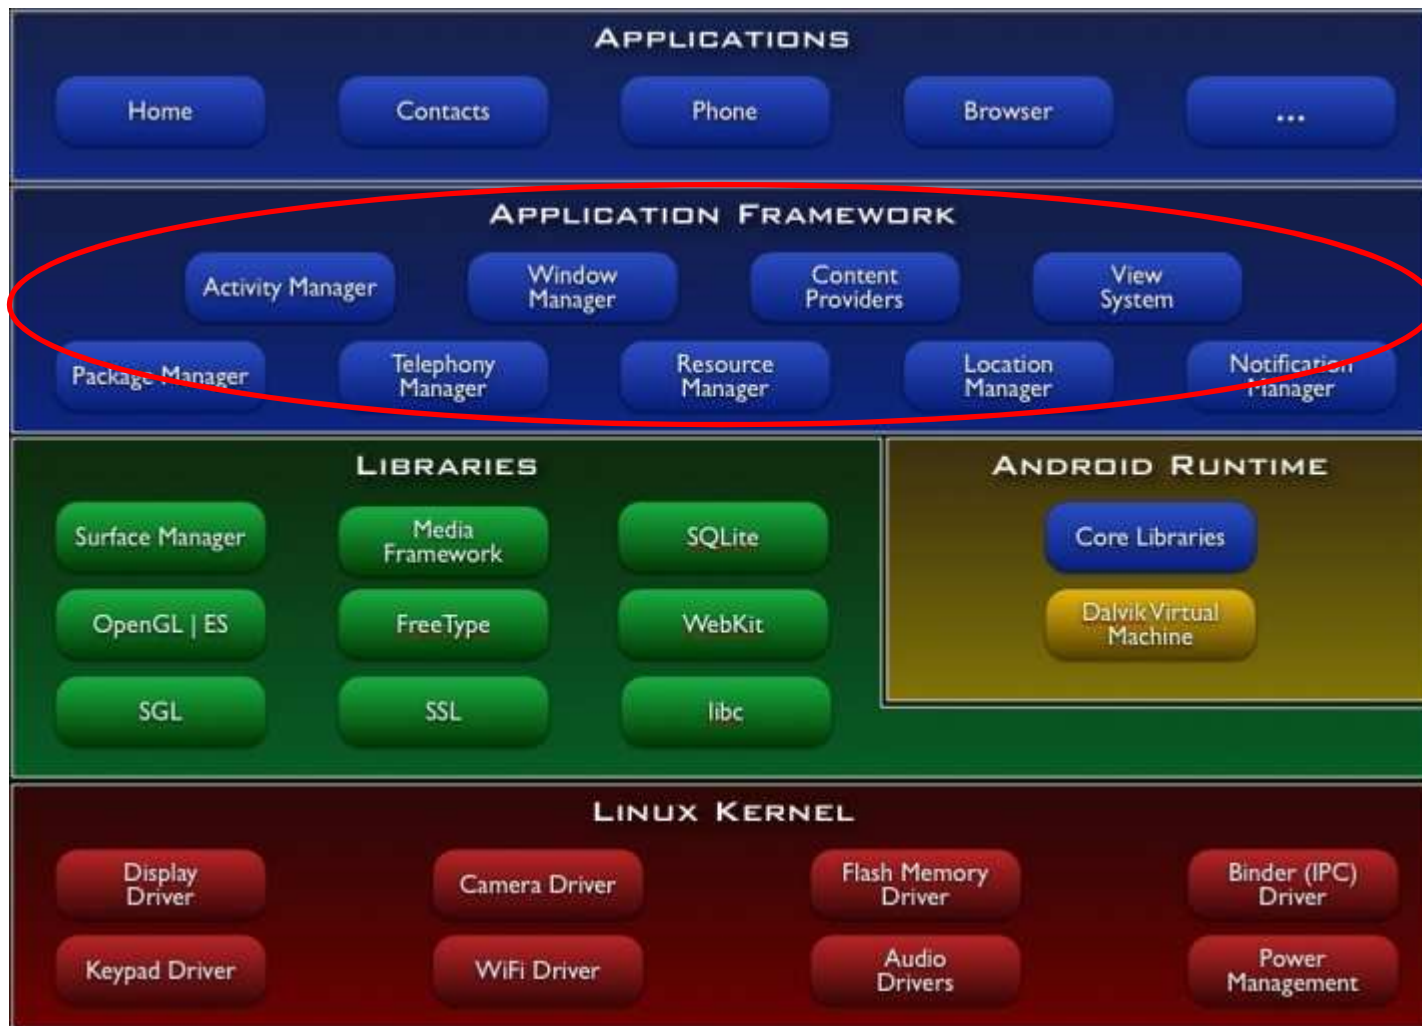 APPLICATIONS
Home
Contacts
Phone
Browser
...
APPLICATION FRAMEWORK
Activity Manager
Window
Manager
Content
Providers
View
System
Package Manager
Telephony
Manager
Resource
Manager
Location
Manager
Notification
Manager
LIBRARIES
Surface Manager
Media
Framework
SQLite
OpenGL | ES
FreeType
WebKit
SGL
SSL
libc
ANDROID RUNTIME
Core Libraries
Dalvik Virtual
Machine
LINUX KERNEL
Display
Driver
Camera Driver
Flash Memory
Driver
Binder (IPC)
Driver
Keypad Driver
WiFi Driver
Audio
Drivers
Power
Management